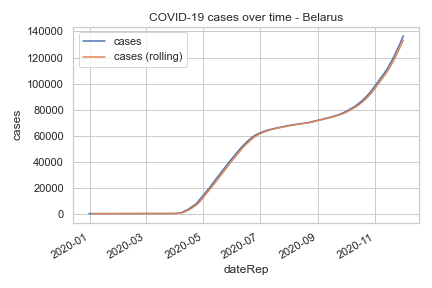 COVID-19 cases over time - Belarus
cases
cases (rolling)
140000
120000
100000
80000
60000
40000
20000
0
cases
2020-01
2020-03
2020-05
2020-07
2020-09
2020-11
dateRep